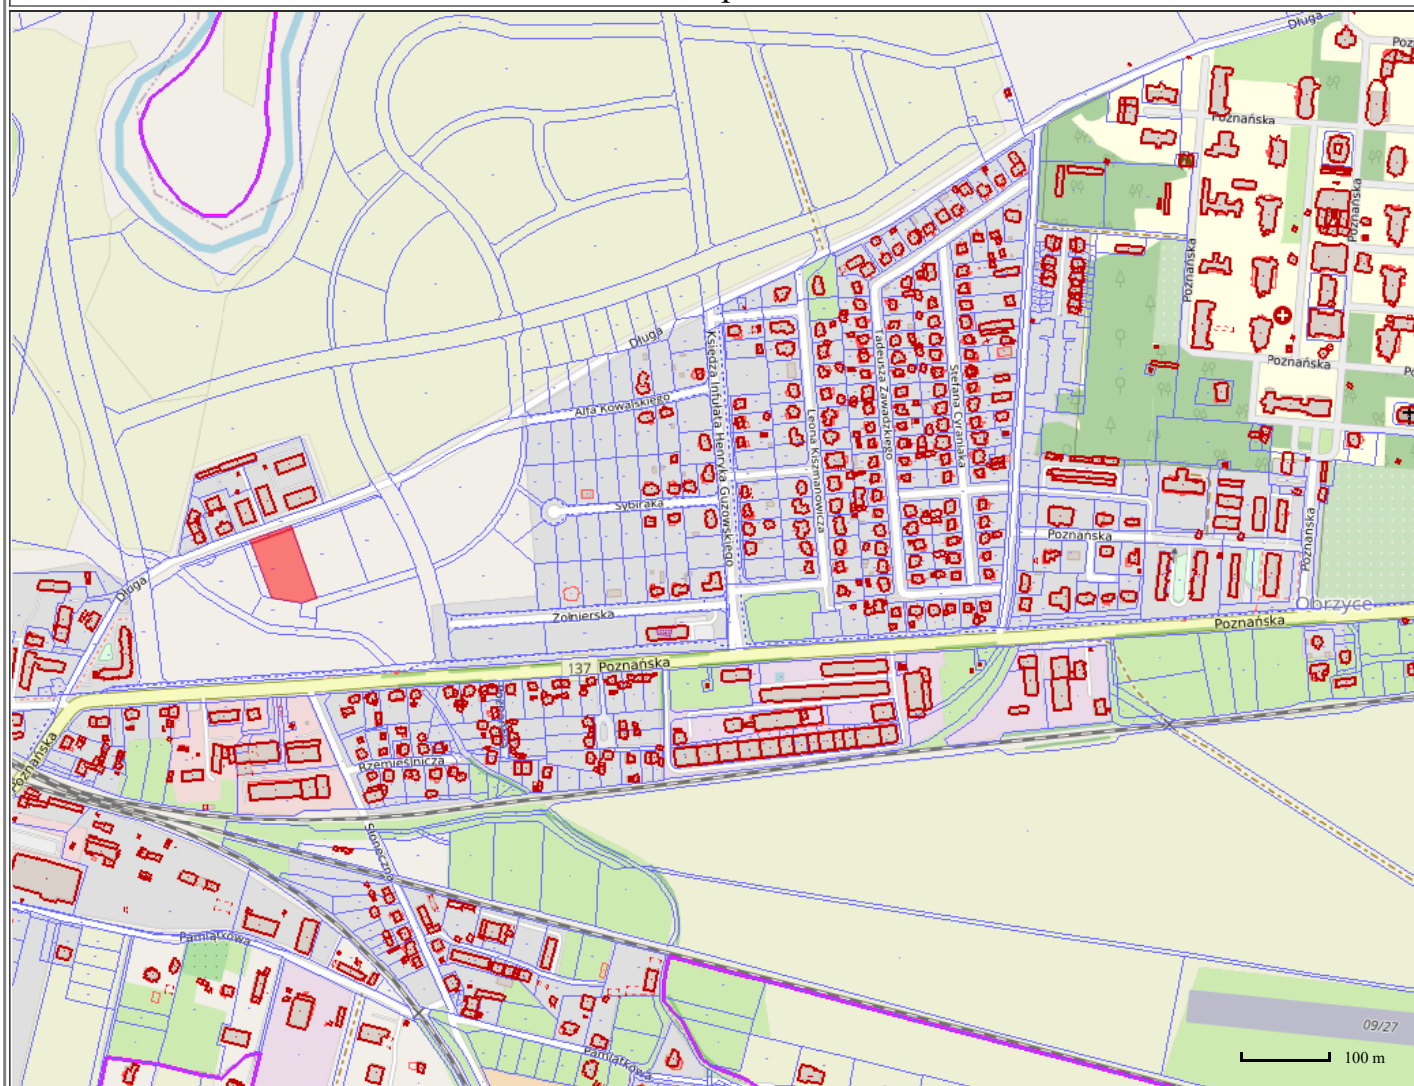 Długa
Poznańska
Poznańska
Poznańska
Długa
Księdza Infułata Henryka Guzowskiego
Tadeusza Zawadzkiego
Stefana Cyraniaka
Poznańska
Alfa Kowalskiego
Leona Kiszmanowicza
Sybiraka
Poznańska
Poznańska
Długa
Żołnierska
Obrzyce
Poznańska
137 Poznańska
Poznańska
Rzemieślnicza
Słoneczna
Pamiątkowa
09/27
Pamiątkowa
100 m